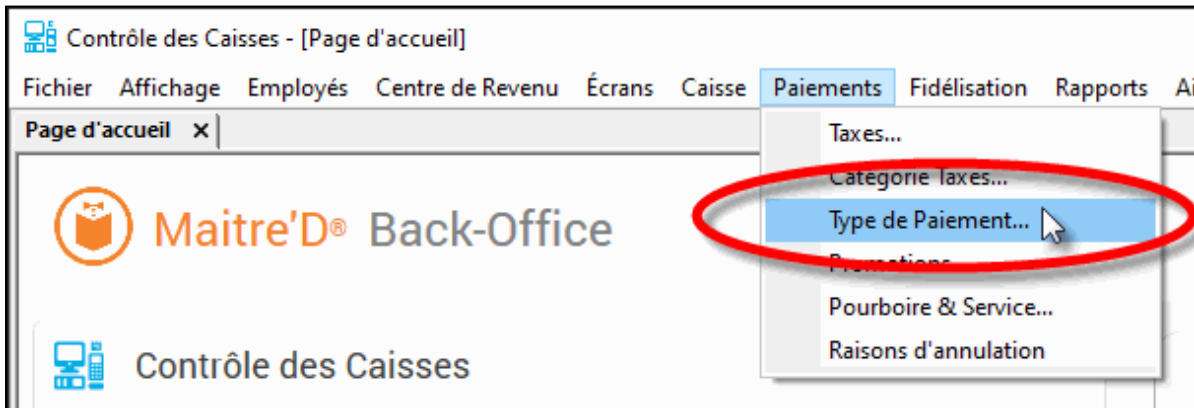 Contrôle des Caisses - [Page d'accueil]
Fichier Affichage Employés Centre de Revenu Écrans Caisse Paiements Fidélisation Rapports
Page d'accueil x
Taxes...
Catégorie Taxes...
Type de Paiement...
Promotions
Maitre'D® Back-Office
Pourboire & Service...
Raisons d'annulation
Contrôle des Caisses